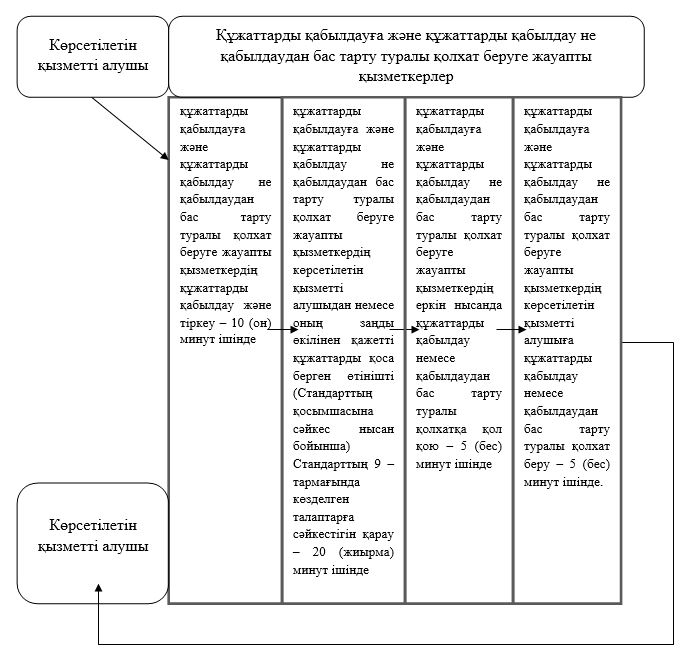 Көрсетілетін
қызметті алушы
Құжаттарды қабылдауға және құжаттарды қабылдау не
қабылдаудан бас тарту туралы қолхат беруге жауапты
қызметкерлер
құжаттарды
қабылдауға
және
құжаттарды
қабылдау не
қабылдаудан
бас тарту
туралы қолхат
беруге жауапты
қызметкердің
құжаттарды
қабылдау және
тіркеу – 10 (он)
минут ішінде
құжаттарды
қабылдауға және
құжаттарды
қабылдау не
қабылдаудан бас
тарту туралы
қолхат беруге
жауапты
қызметкердің
көрсетілетін
қызметті
алушыдан немесе
оның заңды
өкілінен қажетті
құжаттарды қоса
берген өтінішті
(Стандарттың
қосымшасына
сәйкес нысан
бойынша)
Стандарттың 9 –
тармағында
көзделген
талаптарға
сәйкестігін қарау
– 20 (жиырма)
минут ішінде
құжаттарды
қабылдауға
және
құжаттарды
қабылдау не
қабылдаудан
бас тарту
туралы қолхат
беруге
жауапты
қызметкердің
еркін нысанда
құжаттарды
қабылдау
немесе
қабылдаудан
бас тарту
туралы
қолхатқа қол
қою – 5 (бес)
минут ішінде
құжаттарды
қабылдауға
және
құжаттарды
қабылдау не
қабылдаудан
бас тарту
туралы қолхат
беруге
жауапты
қызметкердің
көрсетілетін
қызметті
алушыға
құжаттарды
қабылдау
немесе
қабылдаудан
бас тарту
туралы қолхат
беру – 5 (бес)
минут ішінде.
Көрсетілетін
қызметті алушы